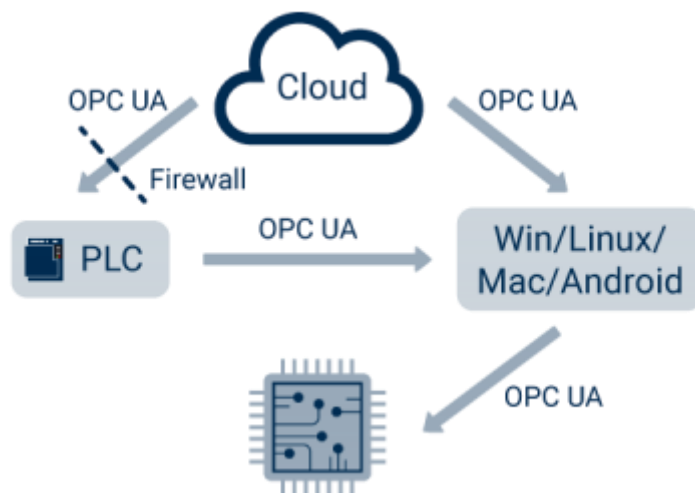 Cloud
OPC UA
OPC UA
Firewall
PLC
OPC UA
Win/Linux/
Mac/Android
OPC UA